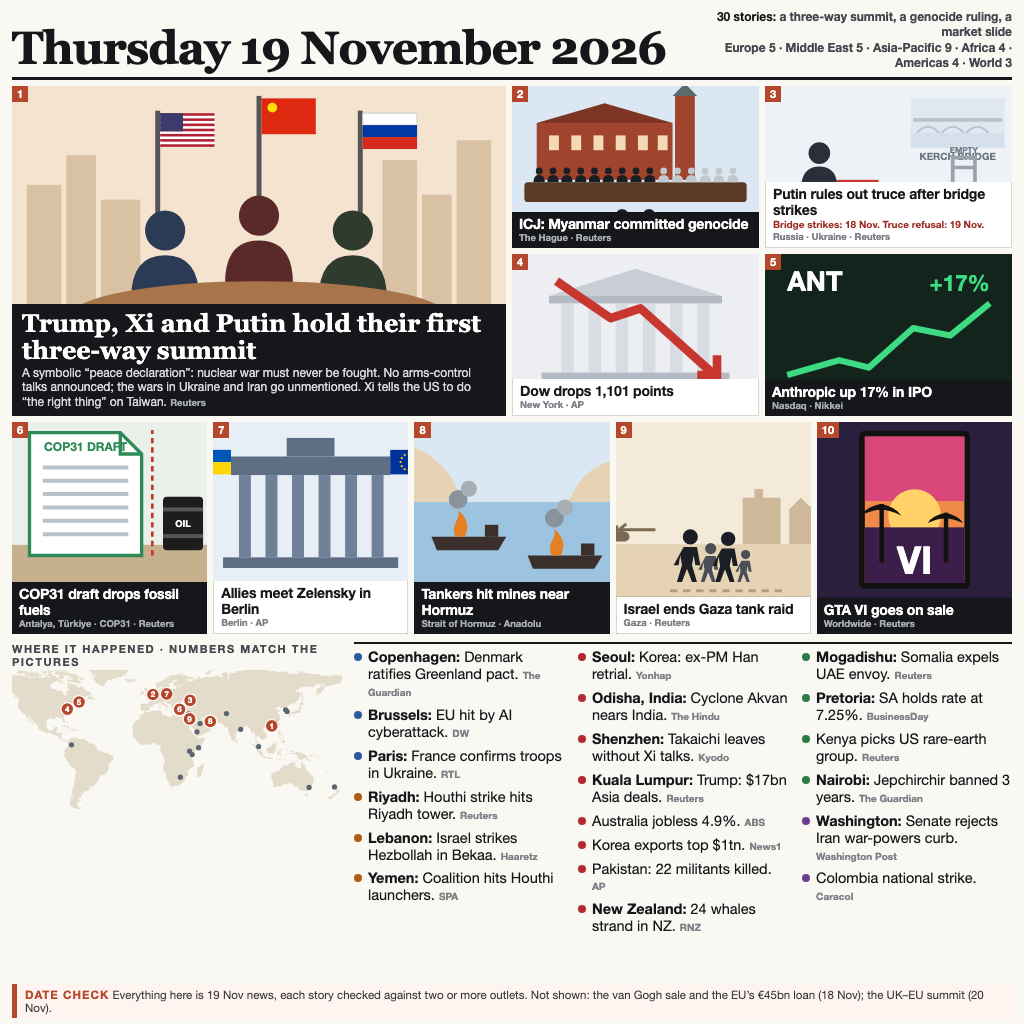 Thursday 19 November 2026
30 stories: a three-way summit, a genocide ruling, a
market slide
Europe 5 · Middle East 5 · Asia-Pacific 9 · Africa 4 ·
Americas 4 · World 3
1
Trump, Xi and Putin hold their first
three-way summit
A symbolic “peace declaration”: nuclear war must never be fought. No arms-control
talks announced; the wars in Ukraine and Iran go unmentioned. Xi tells the US to do
“the right thing” on Taiwan. Reuters
2
ICJ: Myanmar committed genocide
The Hague · Reuters
3
EMPTY
KERCH BRIDGE
Putin rules out truce after bridge
strikes
Bridge strikes: 18 Nov. Truce refusal: 19 Nov.
Russia · Ukraine · Reuters
4
Dow drops 1,101 points
New York · AP
5
ANT
+17%
Anthropic up 17% in IPO
Nasdaq · Nikkei
6
COP31 DRAFT
OIL
COP31 draft drops fossil
fuels
Antalya, Türkiye · COP31 · Reuters
7
Allies meet Zelensky in
Berlin
Berlin · AP
8
Tankers hit mines near
Hormuz
Strait of Hormuz · Anadolu
9
Israel ends Gaza tank raid
Gaza · Reuters
10
VI
GTA VI goes on sale
Worldwide · Reuters
WHERE IT HAPPENED · NUMBERS MATCH THE
PICTURES
2 7
5
4
3
6
9
8
1
Copenhagen: Denmark
ratifies Greenland pact. The
Guardian
Brussels: EU hit by AI
cyberattack. DW
Paris: France confirms troops
in Ukraine. RTL
Riyadh: Houthi strike hits
Riyadh tower. Reuters
Lebanon: Israel strikes
Hezbollah in Bekaa. Haaretz
Yemen: Coalition hits Houthi
launchers. SPA
Seoul: Korea: ex-PM Han
retrial. Yonhap
Odisha, India: Cyclone Akvan
nears India. The Hindu
Shenzhen: Takaichi leaves
without Xi talks. Kyodo
Kuala Lumpur: Trump: $17bn
Asia deals. Reuters
Australia jobless 4.9%. ABS
Korea exports top $1tn. News1
Pakistan: 22 militants killed.
AP
New Zealand: 24 whales
strand in NZ. RNZ
Mogadishu: Somalia expels
UAE envoy. Reuters
Pretoria: SA holds rate at
7.25%. BusinessDay
Kenya picks US rare-earth
group. Reuters
Nairobi: Jepchirchir banned 3
years. The Guardian
Washington: Senate rejects
Iran war-powers curb.
Washington Post
Colombia national strike.
Caracol
DATE CHECK Everything here is 19 Nov news, each story checked against two or more outlets. Not shown: the van Gogh sale and the EU’s €45bn loan (18 Nov); the UK–EU summit (20
Nov).